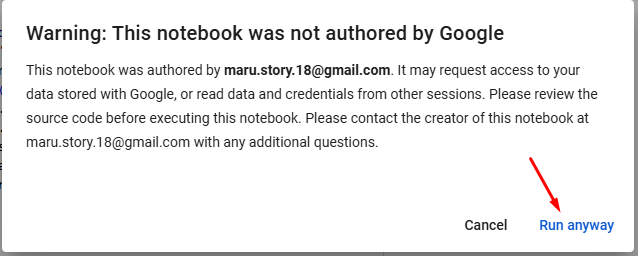 Warning: This notebook was not authored by Google
This notebook was authored by maru.story.18@gmail.com. It may request access to your
data stored with Google, or read data and credentials from other sessions. Please review the
source code before executing this notebook. Please contact the creator of this notebook at
maru.story.18@gmail.com with any additional questions.
Cancel Run anyway